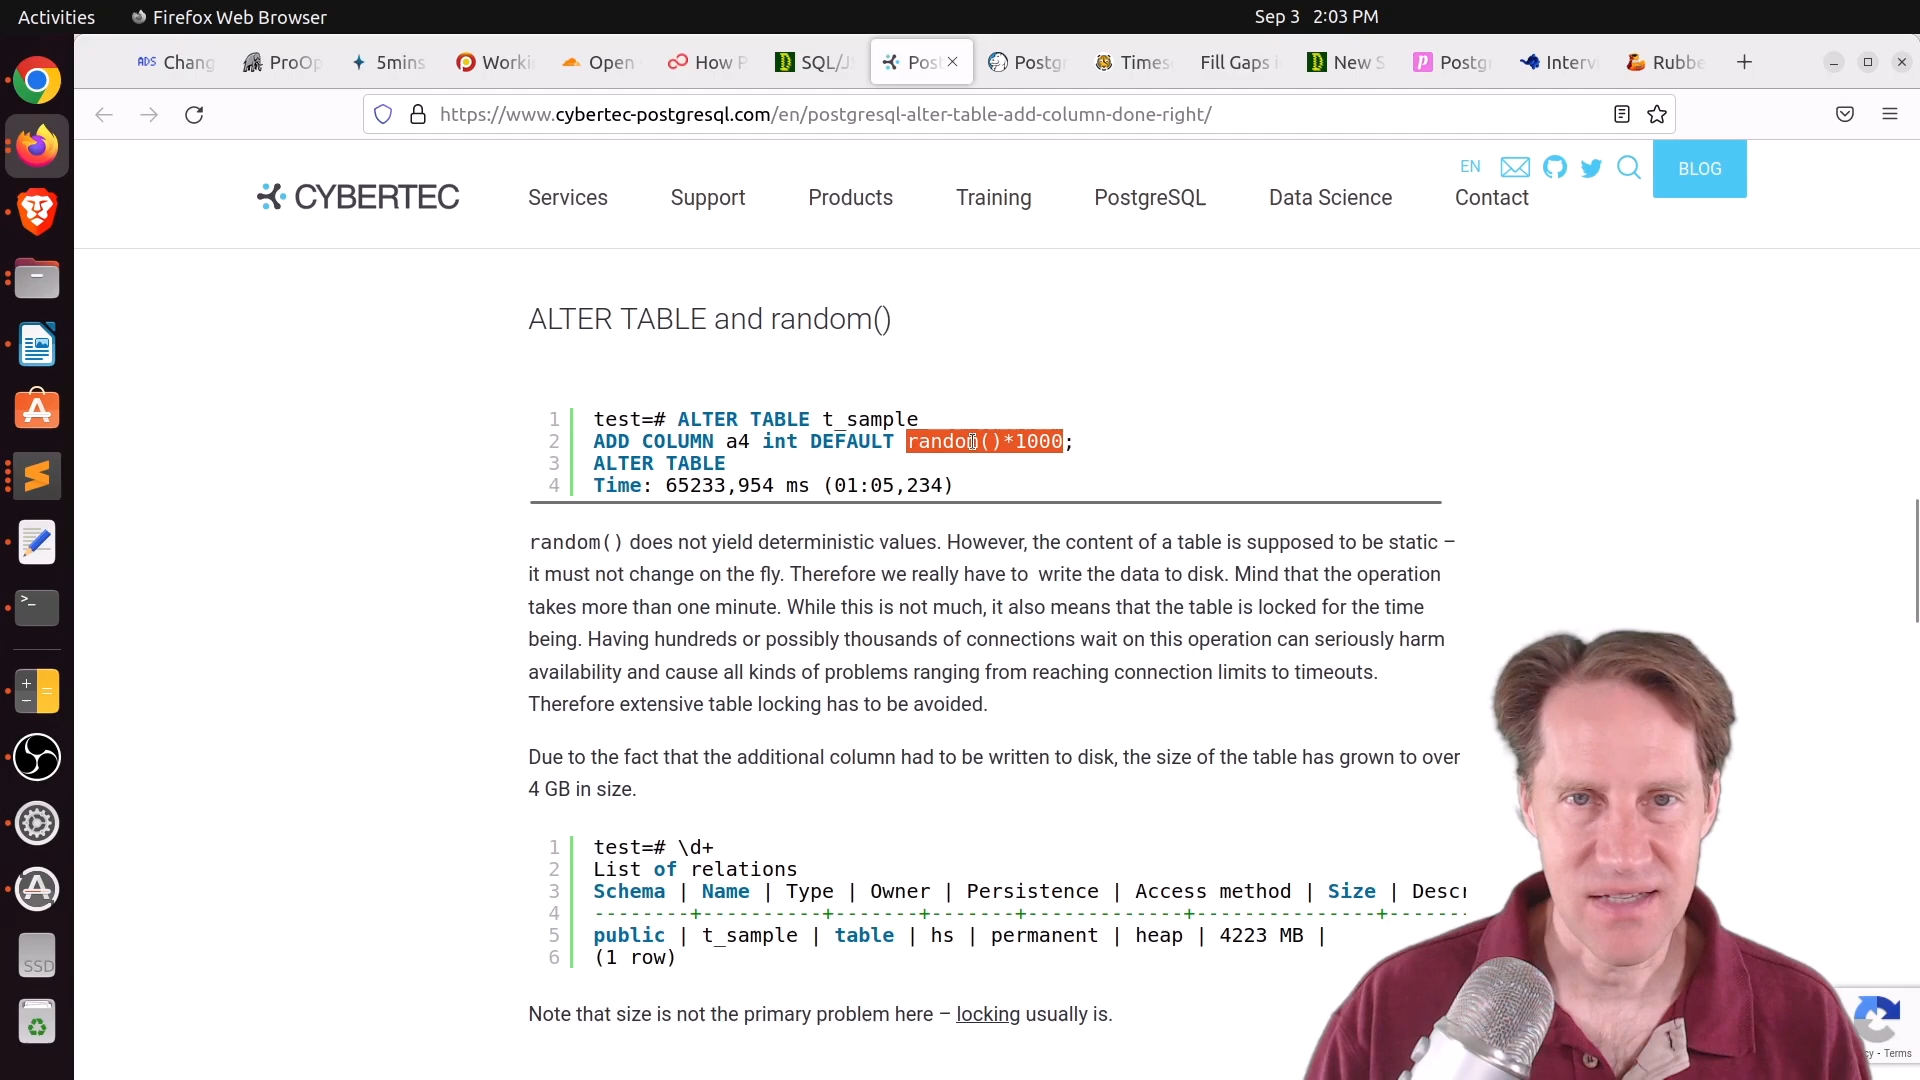 Activities
Firefox Web Browser
Sep 3 2:03 PM
ADS Chang
ProOp
5mins
Worki
Open
How P
SQL/J
Pos
Postgr
Times
Fill Gaps i
New S
Postg
Intervi
Rubbe
https://www.cybertec-postgresql.com/en/postgresql-alter-table-add-column-done-right/
EN
BLOG
CYBERTEC
Services
Support
Products
Training
PostgreSQL
Data Science
Contact
ALTER TABLE and random()
1 test=# ALTER TABLE t_sample
2 ADD COLUMN a4 int DEFAULT random()*1000;
3 ALTER TABLE
4 Time: 65233,954 ms (01:05,234)
random() does not yield deterministic values. However, the content of a table is supposed to be static –
it must not change on the fly. Therefore we really have to write the data to disk. Mind that the operation
takes more than one minute. While this is not much, it also means that the table is locked for the time
being. Having hundreds or possibly thousands of connections wait on this operation can seriously harm
availability and cause all kinds of problems ranging from reaching connection limits to timeouts.
Therefore extensive table locking has to be avoided.
Due to the fact that the additional column had to be written to disk, the size of the table has grown to over
4 GB in size.
1 test=# \d+
2 List of relations
3 Schema | Name | Type | Owner | Persistence | Access method | Size | Descr
4 --------+----------+-------+-------+-------------+---------------+------
5 public | t_sample | table | hs | permanent | heap | 4223 MB |
6 (1 row)
Note that size is not the primary problem here – locking usually is.
SSD
cy - Terms